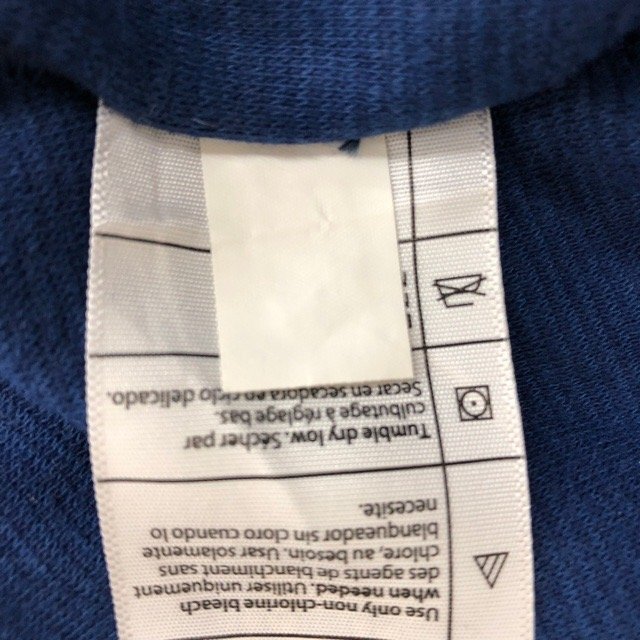 Use only non-chlorine bleach
when needed. Utiliser uniquement
des agents de blanchiment sans
chlore, au besoin. Usar solamente
blanqueador sin cloro cuando lo
necesite.
Tumble dry low. Sécher par
culbutage à réglage bas.
Secar en secadora en ciclo delicado.